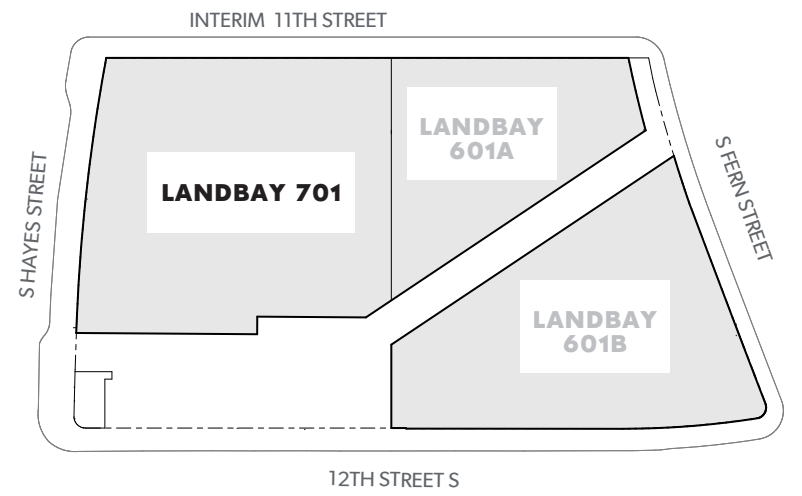 INTERIM 11TH STREET
LANDBAY
601A
LANDBAY 701
S HAYES STREET
S FERN STREET
LANDBAY
601B
12TH STREET S